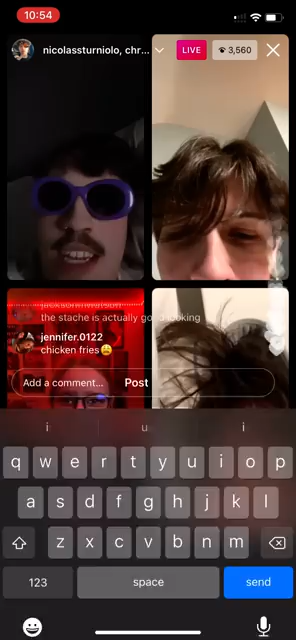 10:54
nicolassturniolo, chr...
LIVE
3,560
the stache is actually good looking
jennifer.0122
chicken fries😩
Add a comment...
Post
i
u
i
q w e r t y u i o p
a s d f g h j k l
z x c v b n m
123
space
send